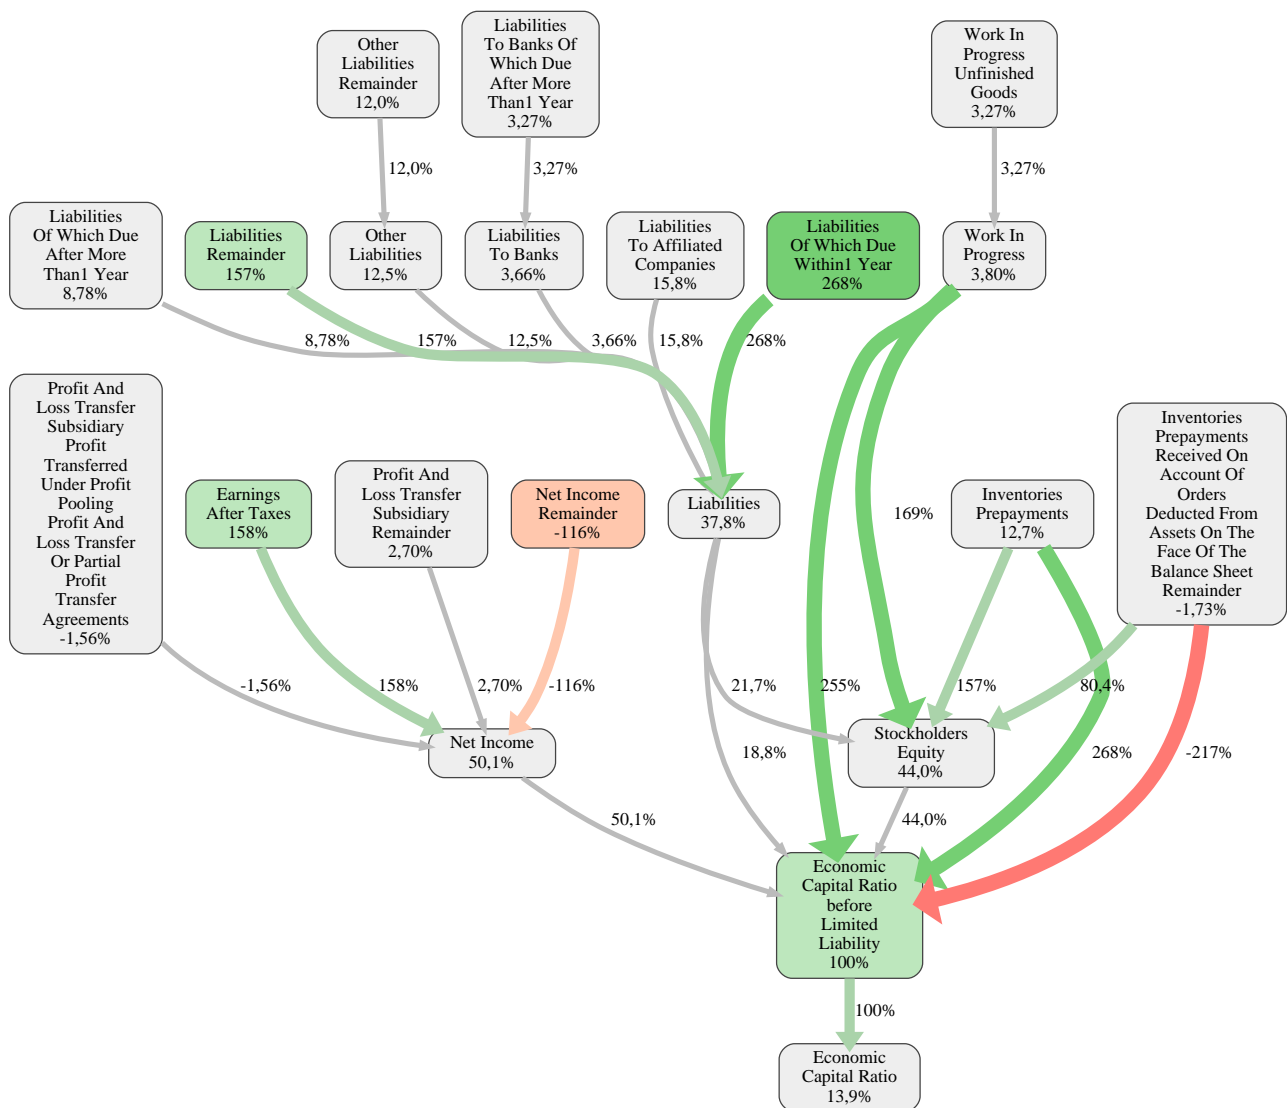 Other
Liabilities
Remainder
12,0%
Liabilities
To Banks Of
Which Due
After More
Than1 Year
3,27%
Work In
Progress
Unfinished
Goods
3,27%
12,0%
3,27%
3,27%
Liabilities
Of Which Due
After More
Than1 Year
8,78%
Liabilities
Remainder
157%
Other
Liabilities
12,5%
Liabilities
To Banks
3,66%
Liabilities
To Affiliated
Companies
15,8%
Liabilities
Of Which Due
Within1 Year
268%
Work In
Progress
3,80%
8,78%
157%
12,5%
3,66%
15,8%
268%
Profit And
Loss Transfer
Subsidiary
Profit
Transferred
Under Profit
Pooling
Profit And
Loss Transfer
Or Partial
Profit
Transfer
Agreements
-1,56%
Earnings
After Taxes
158%
Profit And
Loss Transfer
Subsidiary
Remainder
2,70%
Net Income
Remainder
-116%
Liabilities
37,8%
169%
Inventories
Prepayments
12,7%
Inventories
Prepayments
Received On
Account Of
Orders
Deducted From
Assets On The
Face Of The
Balance Sheet
Remainder
-1,73%
-1,56%
158%
2,70%
-116%
21,7%
255%
157%
80,4%
Net Income
50,1%
18,8%
Stockholders
Equity
44,0%
268%
-217%
50,1%
44,0%
Economic
Capital Ratio
before
Limited
Liability
100%
100%
Economic
Capital Ratio
13,9%